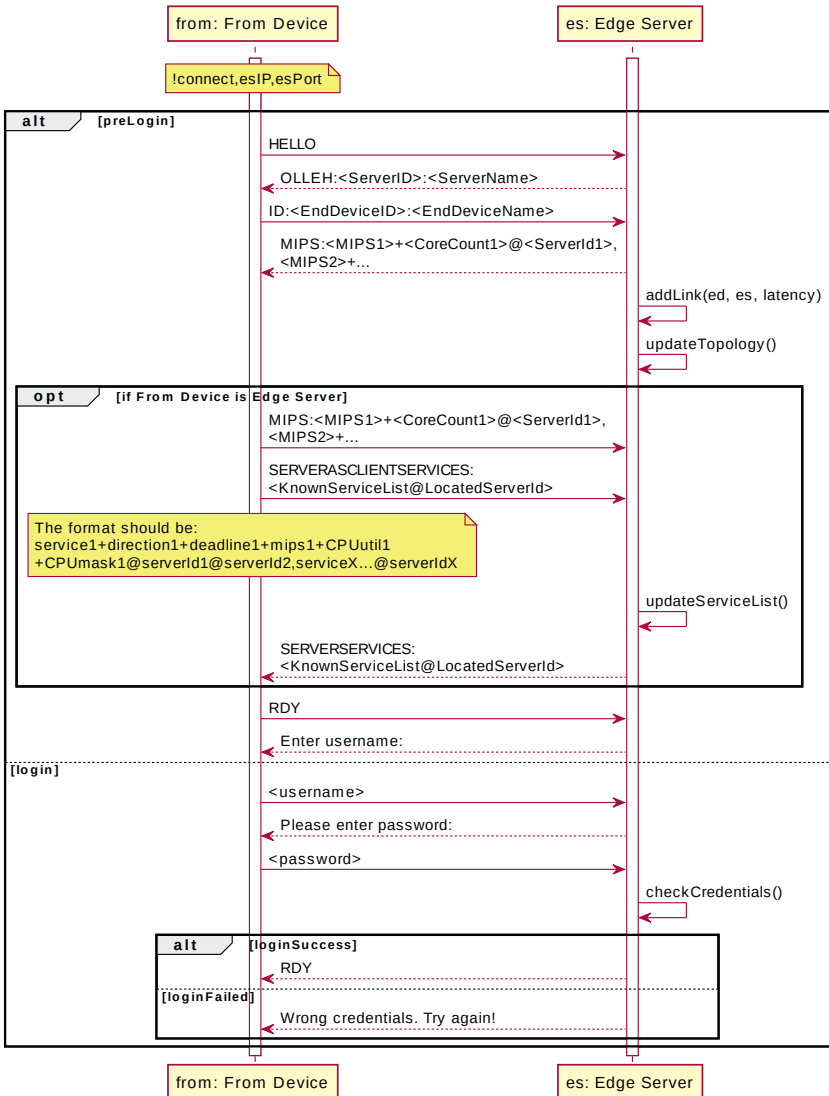 from: From Device
es: Edge Server
!connect,esIP,esPort
alt
[preLogin]
HELLO
OLLEH:<ServerID>:<ServerName>
ID:<EndDeviceID>:<EndDeviceName>
MIPS:<MIPS1>+<CoreCount1>@<ServerId1>,
<MIPS2>+...
addLink(ed, es, latency)
updateTopology()
opt
[if From Device is Edge Server]
MIPS:<MIPS1>+<CoreCount1>@<ServerId1>,
<MIPS2>+...
SERVERASCLIENTSERVICES:
<KnownServiceList@LocatedServerId>
The format should be:
service1+direction1+deadline1+mips1+CPUutil1
+CPUmask1@serverId1@serverId2,serviceX...@serverIdX
updateServiceList()
SERVERSERVICES:
<KnownServiceList@LocatedServerId>
RDY
Enter username:
[login]
<username>
Please enter password:
<password>
checkCredentials()
alt
[loginSuccess]
RDY
[loginFailed]
Wrong credentials. Try again!
from: From Device
es: Edge Server